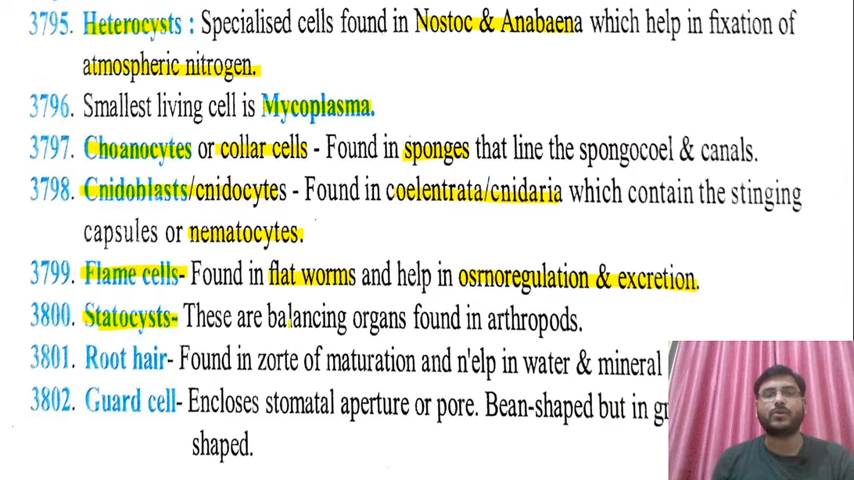 3795. Heterocysts : Specialised cells found in Nostoc & Anabaena which help in fixation of
atmospheric nitrogen.
3796. Smallest living cell is Mycoplasma.
3797. Choanocytes or collar cells - Found in sponges that line the spongocoel & canals.
3798. Cnidoblasts/cnidocytes - Found in coelentrata/cnidaria which contain the stinging
capsules or nematocytes.
3799. Flame cells- Found in flat worms and help in osrnoregulation & excretion.
3800. Statocysts- These are balancing organs found in arthropods.
3801. Root hair- Found in zorte of maturation and n'elp in water & mineral
3802. Guard cell- Encloses stomatal aperture or pore. Bean-shaped but in gr
shaped.